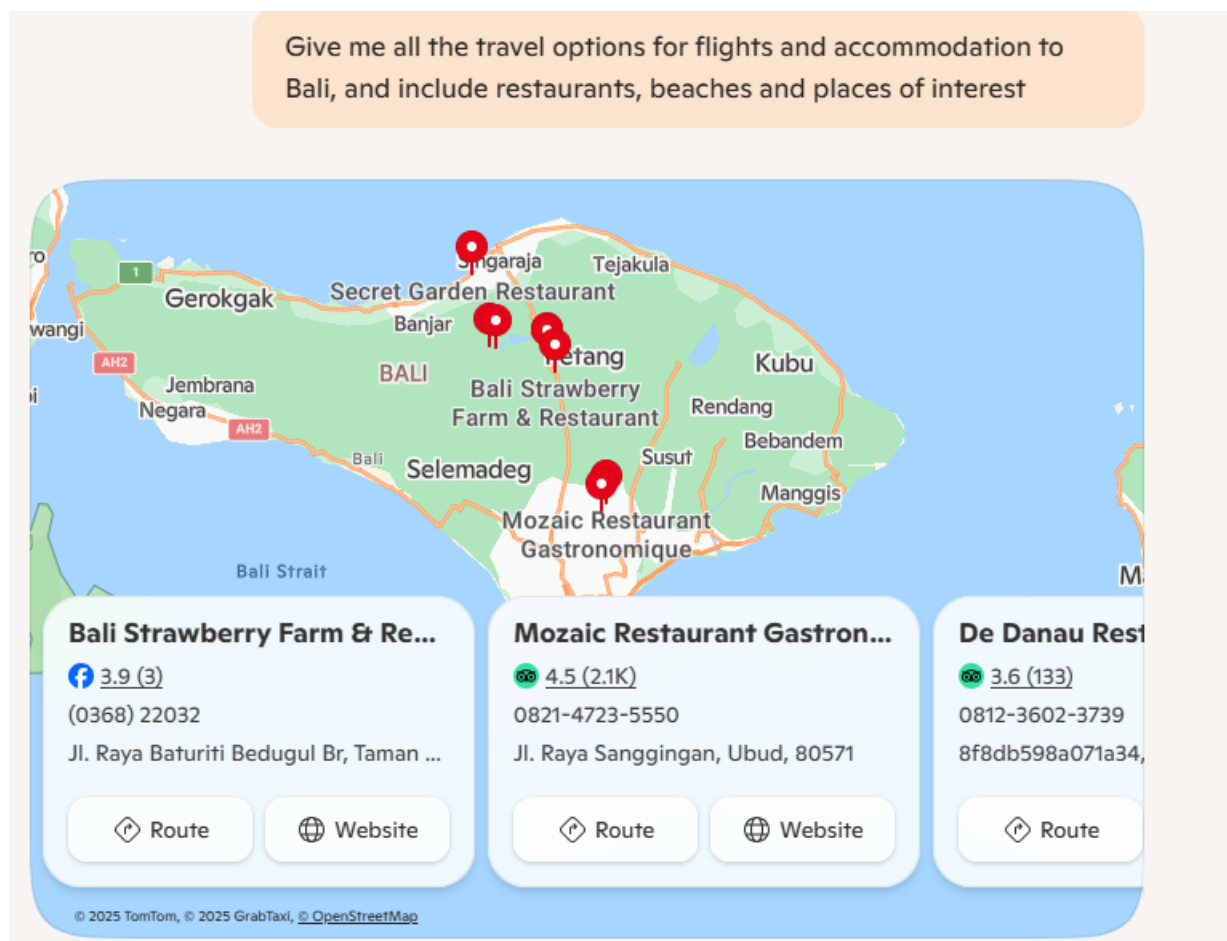 Give me all the travel options for flights and accommodation to
Bali, and include restaurants, beaches and places of interest
1
Tejakula
Gerokgak
Secret Garden Restaurant
Banjar
wangi
AH2
BALI
Kubu
Jembrana
Bali Strawberry
Negara
Farm & Restaurant
Rendang
AH2
Bebandem
Bali
Selemadeg
Susut
Manggis
Mozaic Restaurant
Gastronomique
Bali Strait
Bali Strawberry Farm & Re...
3.9 (3)
(0368) 22032
Jl. Raya Baturiti Bedugul Br, Taman ...
Route
Website
Mozaic Restaurant Gastron...
4.5 (2.1K)
0821-4723-5550
Jl. Raya Sanggingan, Ubud, 80571
Route
Website
De Danau Rest
3.6 (133)
0812-3602-3739
8f8db598a071a34,
Route
© 2025 TomTom, © 2025 GrabTaxi, © OpenStreetMap